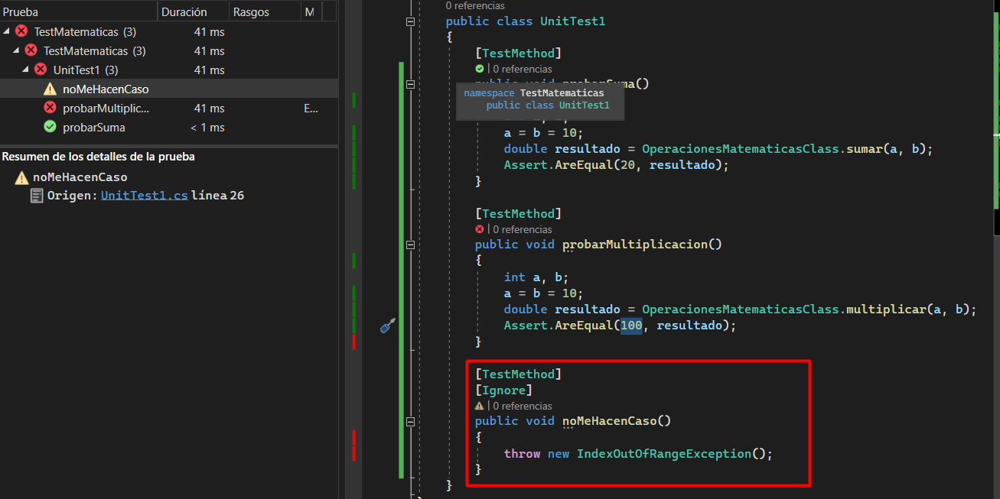 Prueba Duración Rasgos M
TestMatematicas (3) 41 ms
TestMatematicas (3) 41 ms
UnitTest1 (3) 41 ms
noMeHacenCaso
probarMultiplic... 41 ms E...
probarSuma < 1 ms
Resumen de los detalles de la prueba
noMeHacenCaso
Origen: UnitTest1.cs línea 26
0 referencias
public class UnitTest1
{
[TestMethod]
| 0 referencias
public void probarSuma()
namespace TestMatematicas
public class UnitTest1
a = b = 10;
double resultado = OperacionesMatematicasClass.sumar(a, b);
Assert.AreEqual(20, resultado);
}
[TestMethod]
| 0 referencias
public void probarMultiplicacion()
{
int a, b;
a = b = 10;
double resultado = OperacionesMatematicasClass.multiplicar(a, b);
Assert.AreEqual(100, resultado);
}
[TestMethod]
[Ignore]
| 0 referencias
public void noMeHacenCaso()
{
throw new IndexOutOfRangeException();
}
}